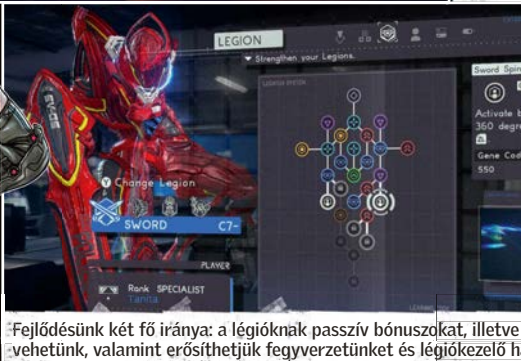 LEGION
Strengthen your Legions.
Sword Spin
Activate b
360 degre
Gene Cod
550
Y Change Legion
SWORD C7-
PLAYER
Rank SPECIALIST
Tanita
Fejlődésünk két fő iránya: a légióknak passzív bónuszokat, illetve
vehetünk, valamint erősíthetjük fegyverzetünket és légiókezelő h